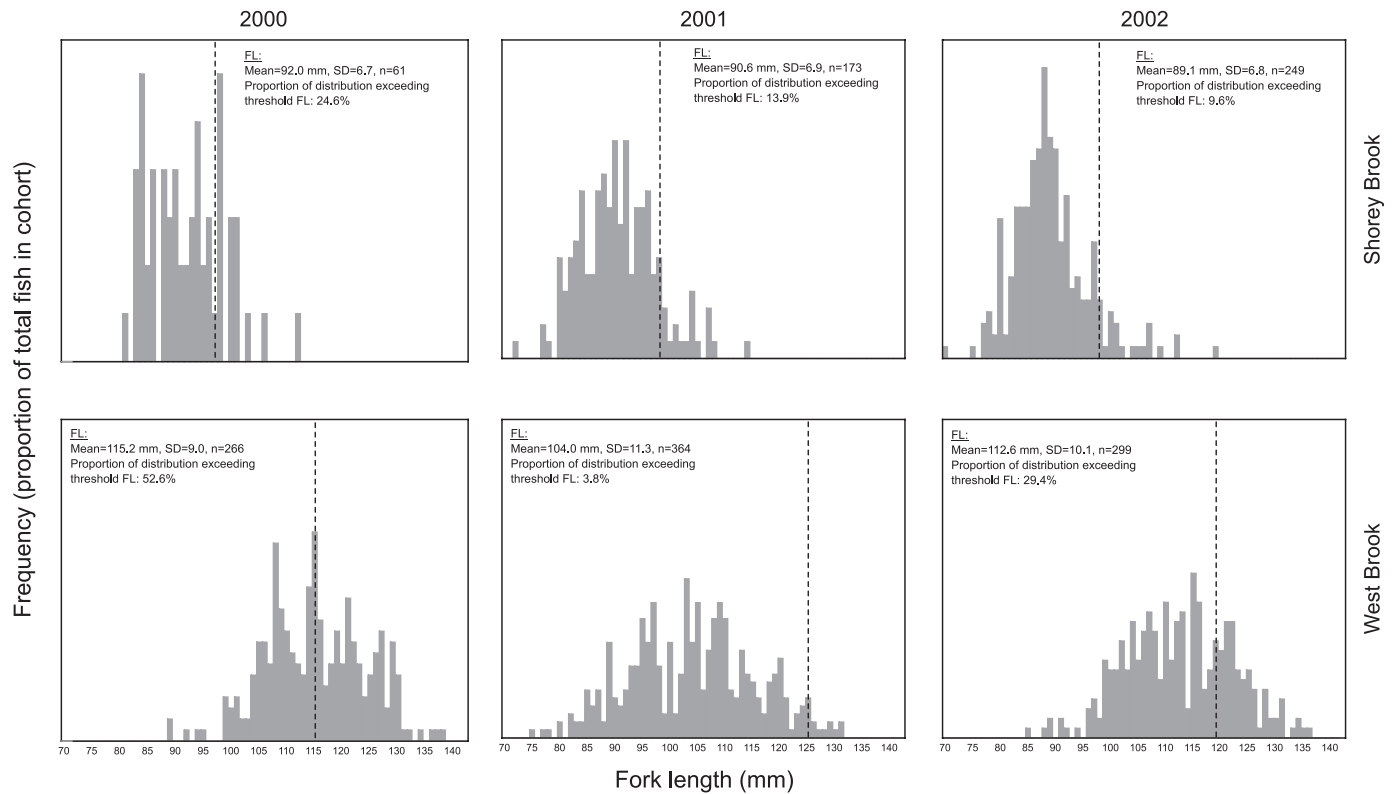 2000
2001
2002
FL:
Mean=92.0 mm, SD=6.7, n=61
Proportion of distribution exceeding
threshold FL: 24.6%
FL:
Mean=90.6 mm, SD=6.9, n=173
Proportion of distribution exceeding
threshold FL: 13.9%
FL:
Mean=89.1 mm, SD=6.8, n=249
Proportion of distribution exceeding
threshold FL: 9.6%
Shorey Brook
Frequency (proportion of total fish in cohort)
FL:
Mean=115.2 mm, SD=9.0, n=266
Proportion of distribution exceeding
threshold FL: 52.6%
FL:
Mean=104.0 mm, SD=11.3, n=364
Proportion of distribution exceeding
threshold FL: 3.8%
FL:
Mean=112.6 mm, SD=10.1, n=299
Proportion of distribution exceeding
threshold FL: 29.4%
West Brook
70 75 80 85 90 95 100 105 110 115 120 125 130 135 140
70 75 80 85 90 95 100 105 110 115 120 125 130 135 140
70 75 80 85 90 95 100 105 110 115 120 125 130 135 140
Fork length (mm)